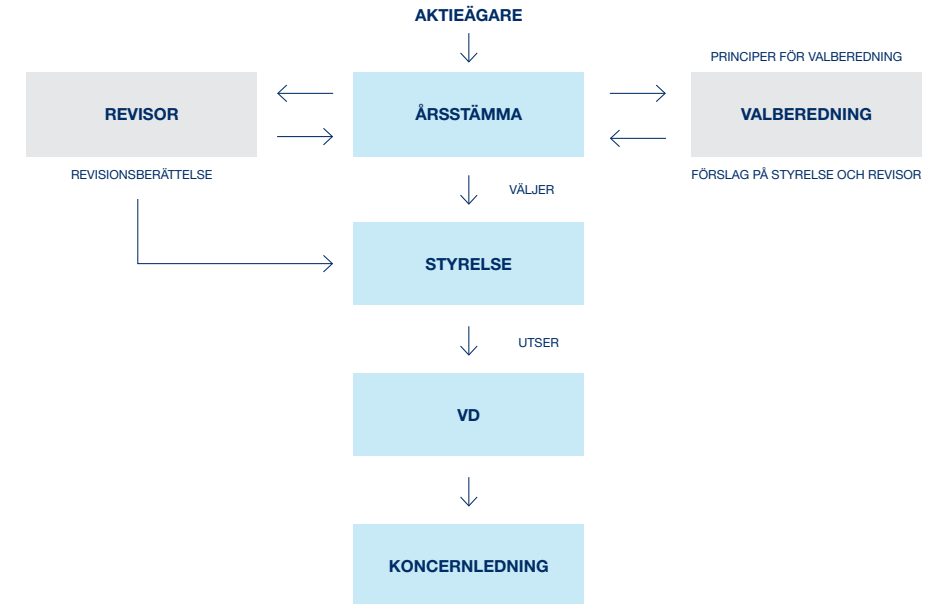 AKTIEÄGARE
PRINCIPER FÖR VALBEREDNING
REVISOR
ÅRSSTÄMMA
VALBEREDNING
REVISIONSBERÄTTELSE
FÖRSLAG PÅ STYRELSE OCH REVISOR
VÄLJER
STYRELSE
UTSER
VD
KONCERNLEDNING